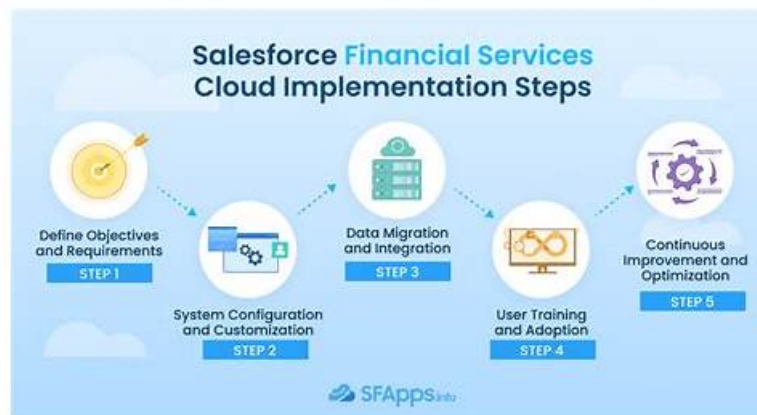 Salesforce Financial Services
Cloud Implementation Steps
Define Objectives
and Requirements
STEP 1
System Configuration
and Customization
STEP 2
Data Migration
and Integration
STEP 3
User Training
and Adoption
STEP 4
Continuous
Improvement and
Optimization
STEP 5
SFApps.info